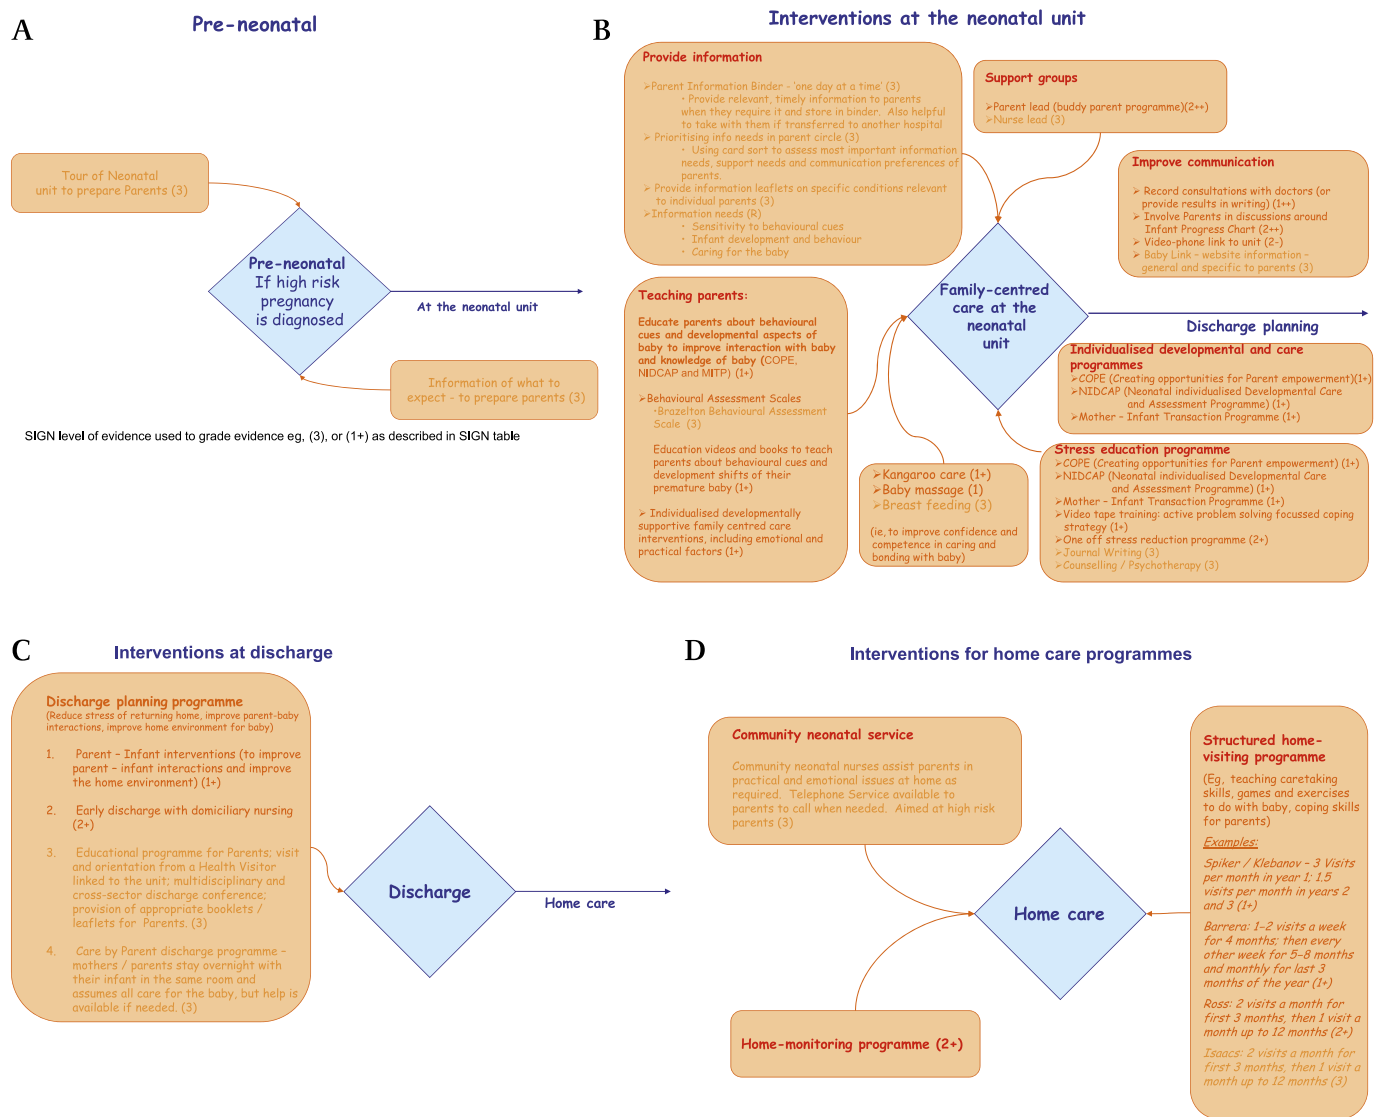 A
Pre-neonatal
Tour of Neonatal
unit to prepare Parents (3)
Pre-neonatal
If high risk
pregnancy
is diagnosed
At the neonatal unit
Information of what to
expect - to prepare parents (3)
SIGN level of evidence used to grade evidence eg, (3), or (1+) as described in SIGN table
B
Interventions at the neonatal unit
Provide information
➢Parent Information Binder - ‘one day at a time’ (3)
• Provide relevant, timely information to parents
when they require it and store in binder. Also helpful
to take with them if transferred to another hospital
➢Prioritising info needs in parent circle (3)
• Using card sort to assess most important information
needs, support needs and communication preferences of
parents.
➢Provide information leaflets on specific conditions relevant
to individual parents (3)
➢Information needs (R)
• Sensitivity to behavioural cues
• Infant development and behaviour
• Caring for the baby
Support groups
➢Parent lead (buddy parent programme)(2++)
➢Nurse lead (3)
Improve communication
➢ Record consultations with doctors (or
provide results in writing) (1++)
➢ Involve Parents in discussions around
Infant Progress Chart (2++)
➢ Video-phone link to unit (2-)
➢ Baby Link – website information –
general and specific to parents (3)
Teaching parents:
Educate parents about behavioural
cues and developmental aspects of
baby to improve interaction with baby
and knowledge of baby (COPE,
NIDCAP and MITP) (1+)
➢Behavioural Assessment Scales
•Brazelton Behavioural Assessment
Scale (3)
Education videos and books to teach
parents about behavioural cues and
development shifts of their
premature baby (1+)
➢ Individualised developmentally
supportive family centred care
interventions, including emotional and
practical factors (1+)
Family-centred
care at the
neonatal
unit
Discharge planning
Individualised developmental and care
programmes
➢COPE (Creating opportunities for Parent empowerment)(1+)
➢NIDCAP (Neonatal individualised Developmental Care
and Assessment Programme) (1+)
➢Mother – Infant Transaction Programme (1+)
➢Kangaroo care (1+)
➢Baby massage (1)
➢Breast feeding (3)
(ie, to improve confidence and
competence in caring and
bonding with baby)
Stress education programme
➢COPE (Creating opportunities for Parent empowerment) (1+)
➢NIDCAP (Neonatal individualised Developmental Care
and Assessment Programme) (1+)
➢Mother – Infant Transaction Programme (1+)
➢Video tape training: active problem solving focussed coping
strategy (1+)
➢One off stress reduction programme (2+)
➢Journal Writing (3)
➢Counselling / Psychotherapy (3)
C
Interventions at discharge
Discharge planning programme
(Reduce stress of returning home, improve parent-baby
interactions, improve home environment for baby)
1. Parent – Infant interventions (to improve
parent – infant interactions and improve
the home environment) (1+)
2. Early discharge with domiciliary nursing
(2+)
3. Educational programme for Parents; visit
and orientation from a Health Visitor
linked to the unit; multidisciplinary and
cross-sector discharge conference;
provision of appropriate booklets /
leaflets for Parents. (3)
4. Care by Parent discharge programme –
mothers / parents stay overnight with
their infant in the same room and
assumes all care for the baby, but help is
available if needed. (3)
Discharge
Home care
D
Interventions for home care programmes
Community neonatal service
Community neonatal nurses assist parents in
practical and emotional issues at home as
required. Telephone Service available to
parents to call when needed. Aimed at high risk
parents (3)
Home care
Home-monitoring programme (2+)
Structured home-
visiting programme
(Eg, teaching caretaking
skills, games and exercises
to do with baby, coping skills
for parents)
Examples:
Spiker / Klebanov – 3 Visits
per month in year 1; 1.5
visits per month in years 2
and 3 (1+)
Barrera: 1–2 visits a week
for 4 months; then every
other week for 5–8 months
and monthly for last 3
months of the year (1+)
Ross: 2 visits a month for
first 3 months, then 1 visit a
month up to 12 months (2+)
Isaacs: 2 visits a month for
first 3 months, then 1 visit a
month up to 12 months (3)